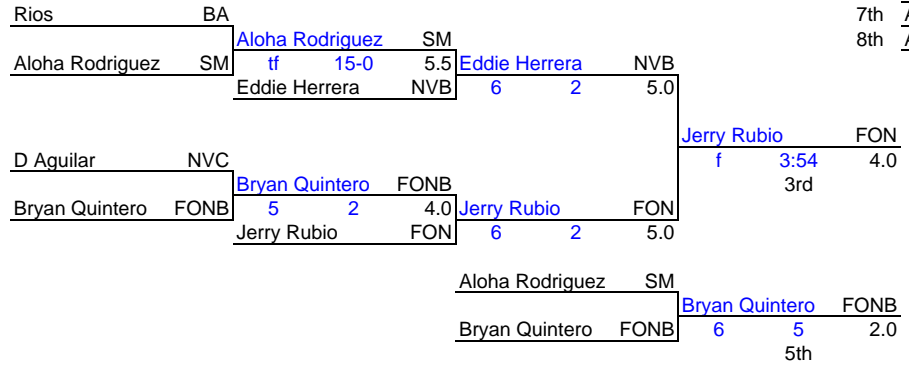 Rios BA
7th
Aloha Rodriguez SM
8th
Aloha Rodriguez SM tf 15-0 5.5 Eddie Herrera NVB
Eddie Herrera NVB 6 2 5.0
Jerry Rubio FON
D Aguilar NVC f 3:54 4.0
Bryan Quintero FONB 3rd
Bryan Quintero FONB 5 2 4.0 Jerry Rubio FON
Jerry Rubio FON 6 2 5.0
Aloha Rodriguez SM
Bryan Quintero FONB
Bryan Quintero FONB 6 5 2.0
5th